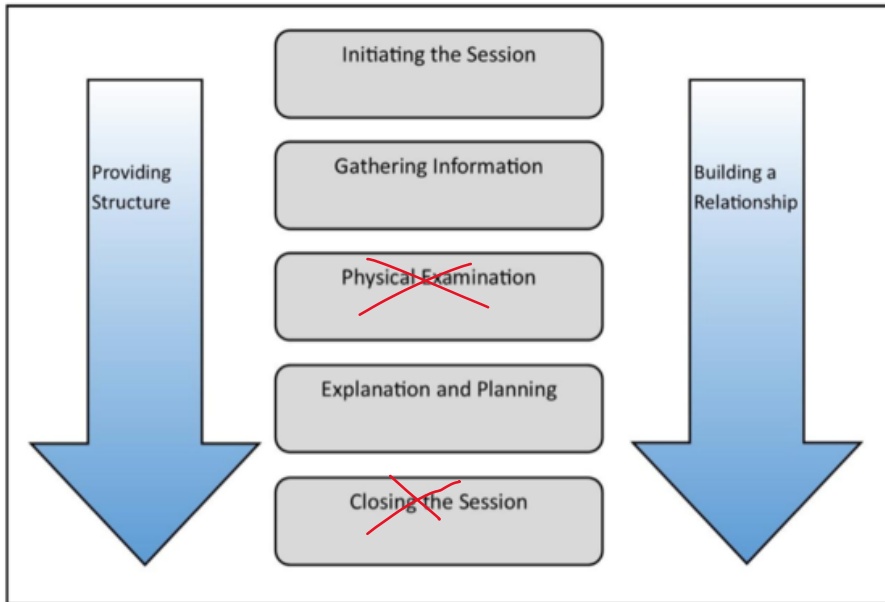 Initiating the Session
Providing
Structure
Gathering Information
Building a
Relationship
Physical Examination
Explanation and Planning
Closing the Session